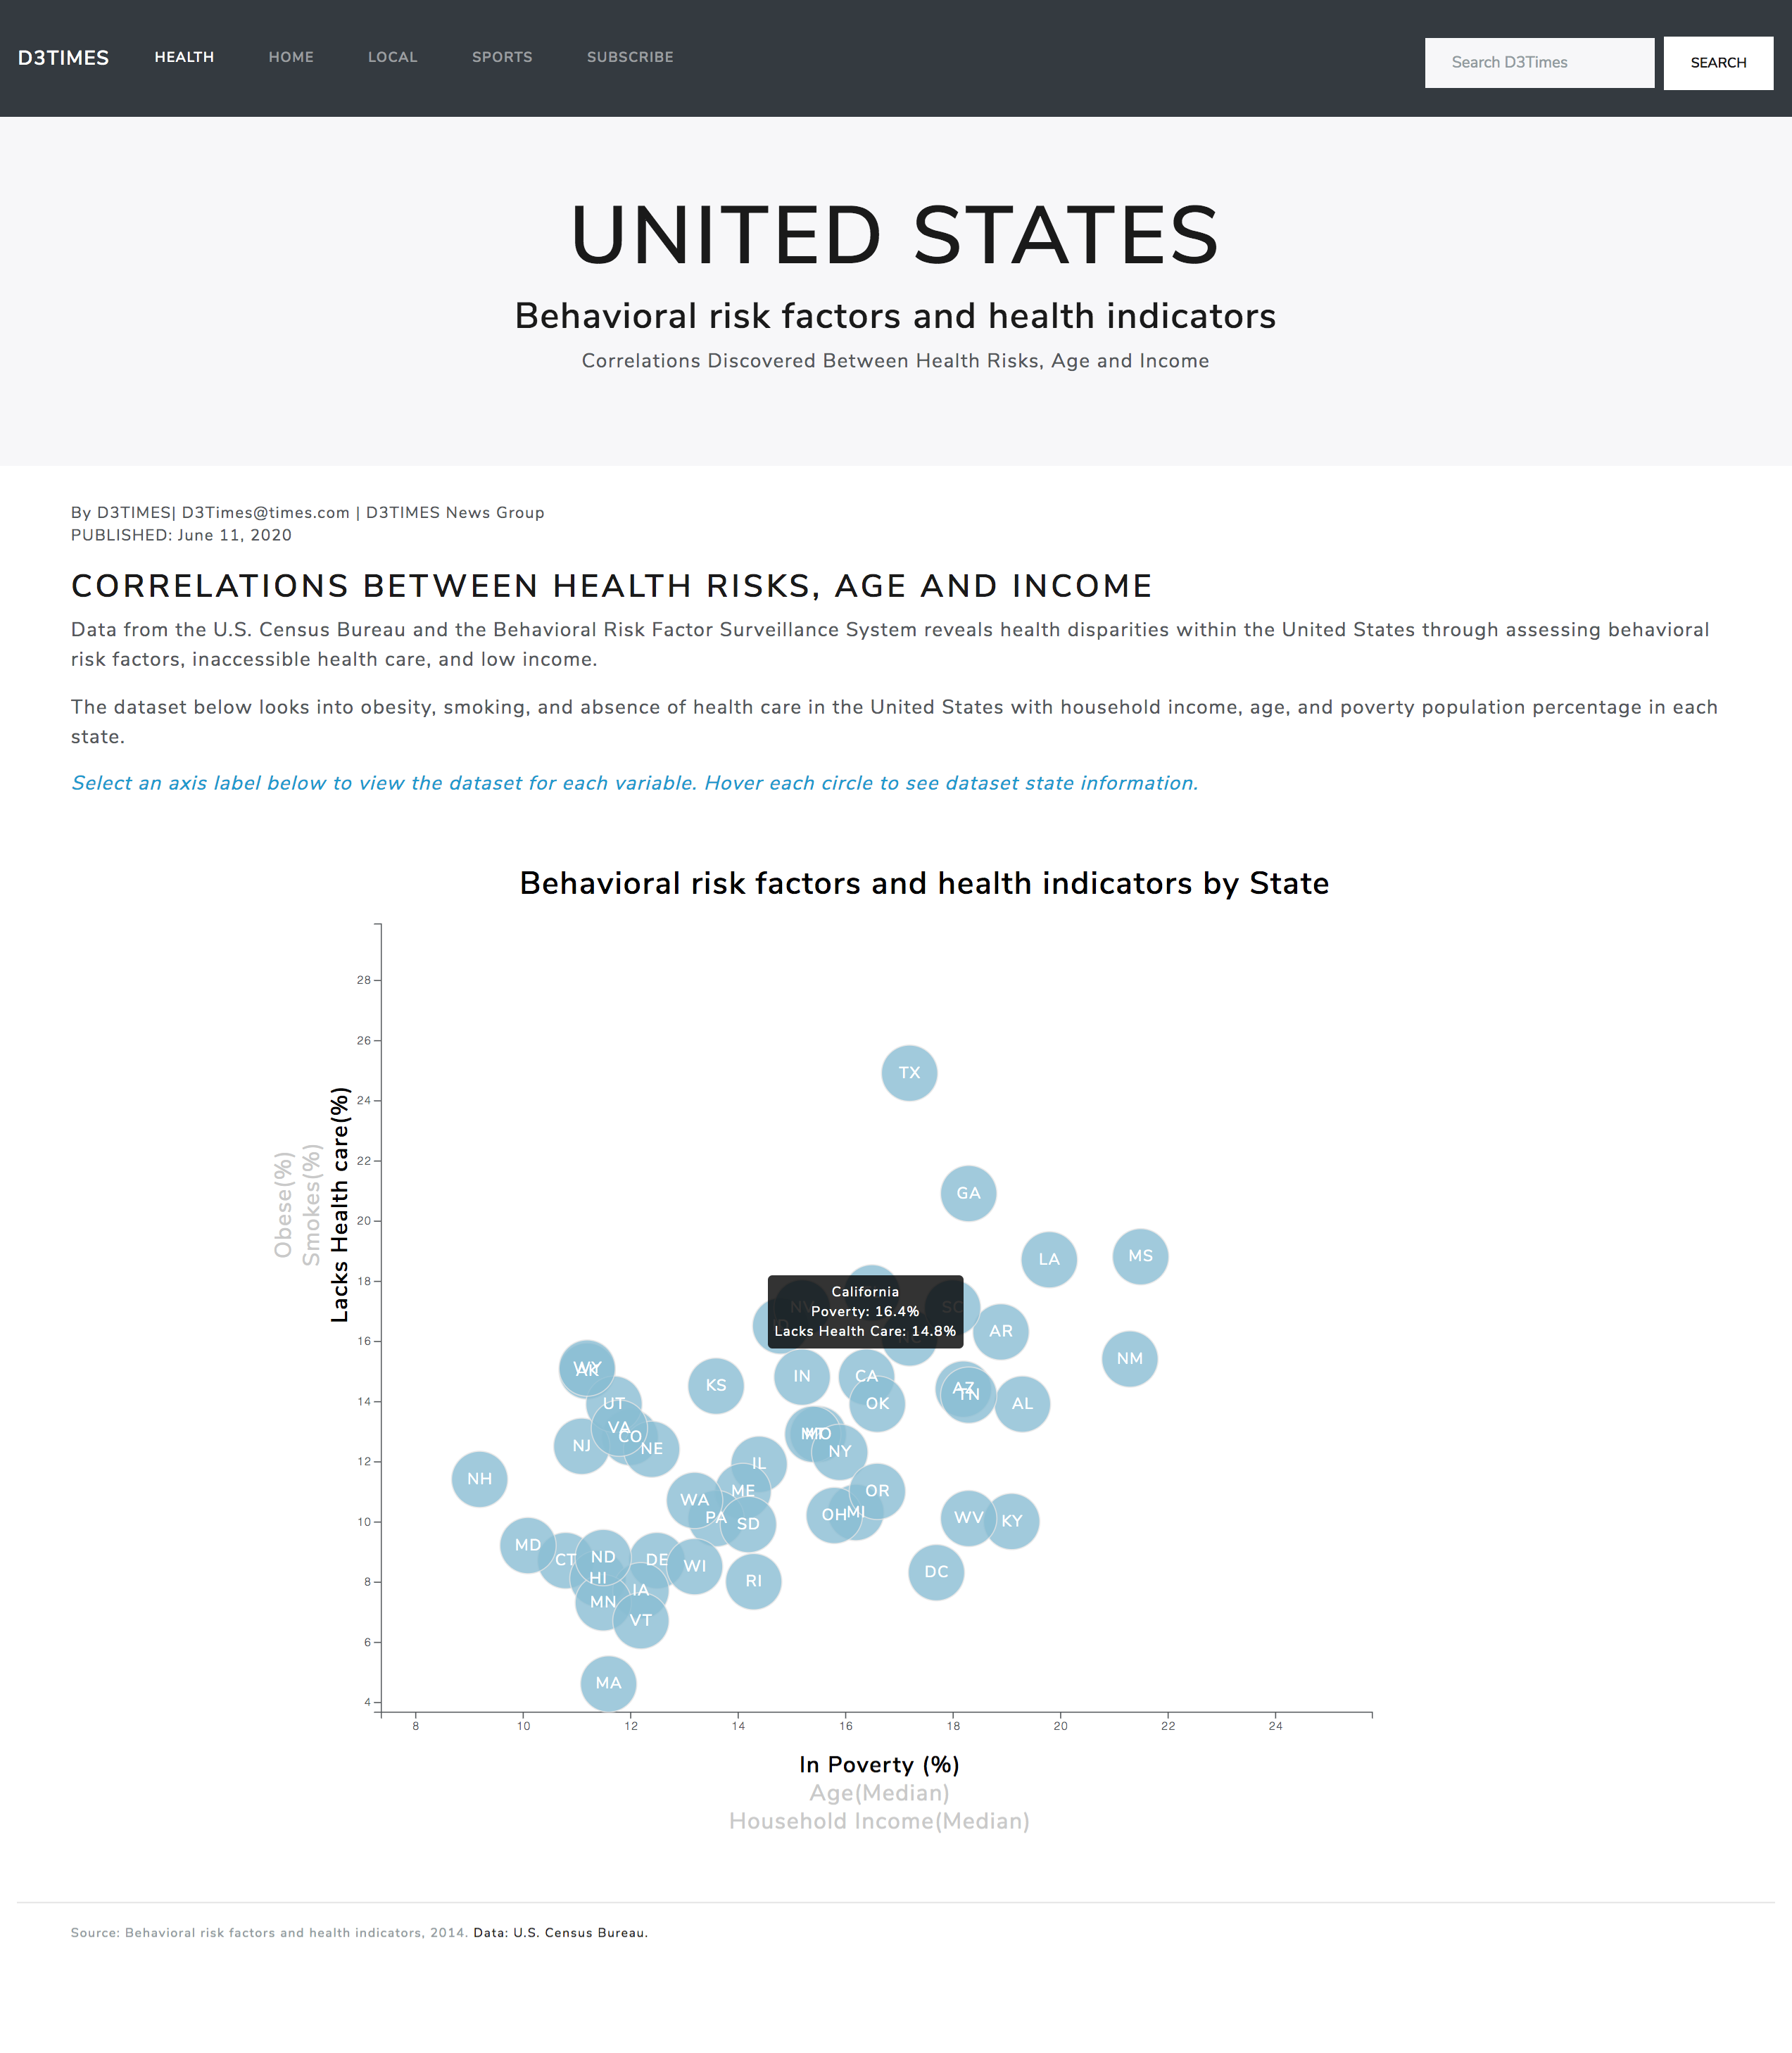 D3TIMES HEALTH HOME LOCAL SPORTS SUBSCRIBE Search D3Times SEARCH
UNITED STATES
Behavioral risk factors and health indicators
Correlations Discovered Between Health Risks, Age and Income
By D3TIMES| D3Times@times.com | D3TIMES News Group
PUBLISHED: June 11, 2020
CORRELATIONS BETWEEN HEALTH RISKS, AGE AND INCOME
Data from the U.S. Census Bureau and the Behavioral Risk Factor Surveillance System reveals health disparities within the United States through assessing behavioral
risk factors, inaccessible health care, and low income.
The dataset below looks into obesity, smoking, and absence of health care in the United States with household income, age, and poverty population percentage in each
state.
Select an axis label below to view the dataset for each variable. Hover each circle to see dataset state information.
Behavioral risk factors and health indicators by State
Obese(%)
Smokes(%)
Lacks Health care(%)
28
26
24
22
20
18
16
14
12
10
8
6
4
TX
GA
LA
MS
California
Poverty: 16.4%
Lacks Health Care: 14.8%
NV
SC
AR
NM
WY
AK
KS
IN
CA
AZ
TN
UT
OK
AL
VA
CO
NJ
NE
MO
NY
NH
IL
ME
OR
WA
PA
SD
OH
MI
WV
KY
MD
CT
ND
DE
WI
DC
HI
RI
IA
MN
VT
MA
8 10 12 14 16 18 20 22 24
In Poverty (%)
Age(Median)
Household Income(Median)
Source: Behavioral risk factors and health indicators, 2014. Data: U.S. Census Bureau.